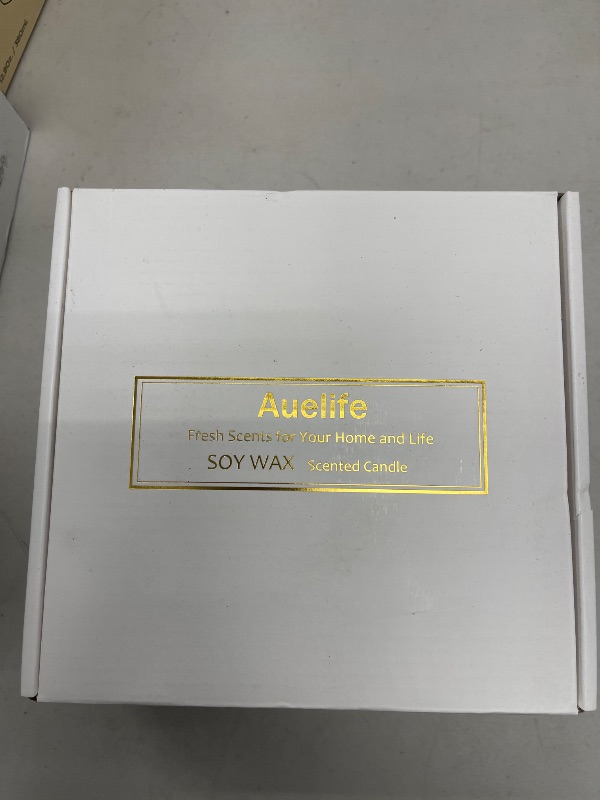 Auelife
Fresh Scents for Your Home and Life
SOY WAX Scented Candle